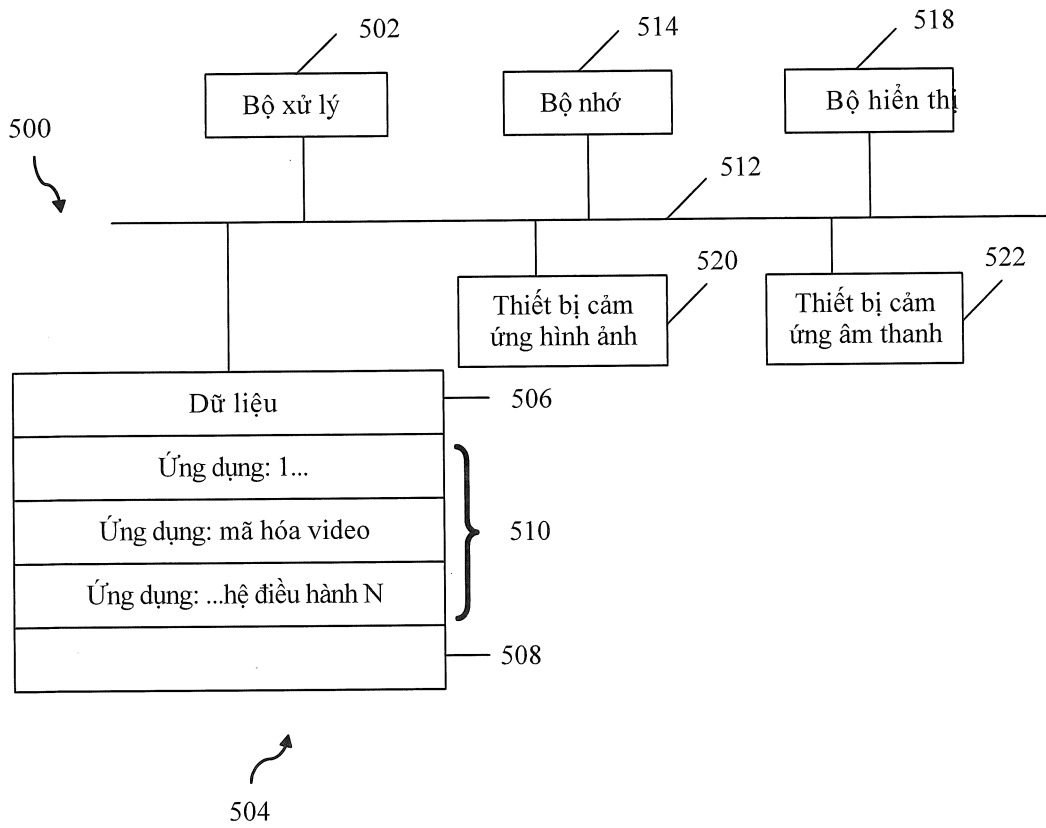 502
514
518
Bộ xử lý
Bộ nhớ
Bộ hiển thị
500
512
520
522
Thiết bị cảm
ứng hình ảnh
Thiết bị cảm
ứng âm thanh
Dữ liệu
506
Ứng dụng: 1...
Ứng dụng: mã hóa video
510
Ứng dụng: ...hệ điều hành N
508
504